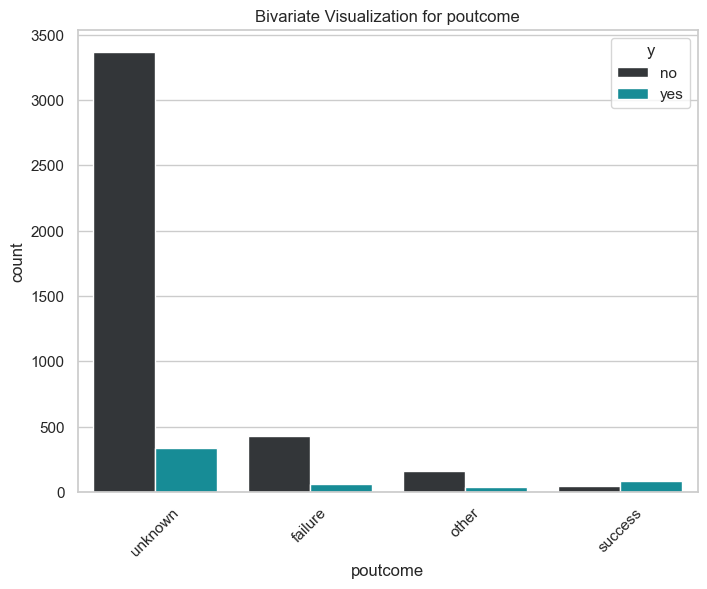 Bivariate Visualization for poutcome
y
no
yes
count
3500
3000
2500
2000
1500
1000
500
0
unknown
failure
other
success
poutcome